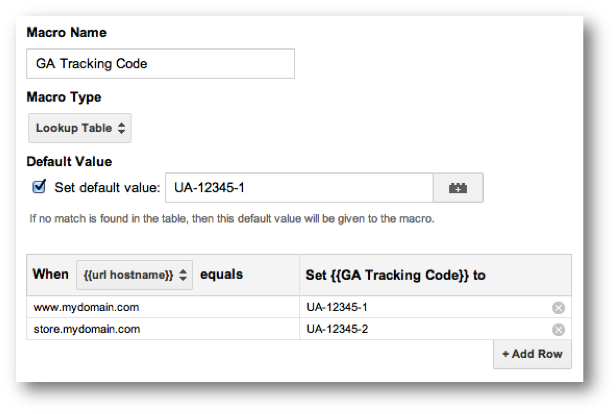 Macro Name
GA Tracking Code
Macro Type
Lookup Table
Default Value
Set default value: UA-12345-1
If no match is found in the table, then this default value will be given to the macro.
When {{url hostname}} equals Set {{GA Tracking Code}} to
www.mydomain.com UA-12345-1
store.mydomain.com UA-12345-2
+ Add Row